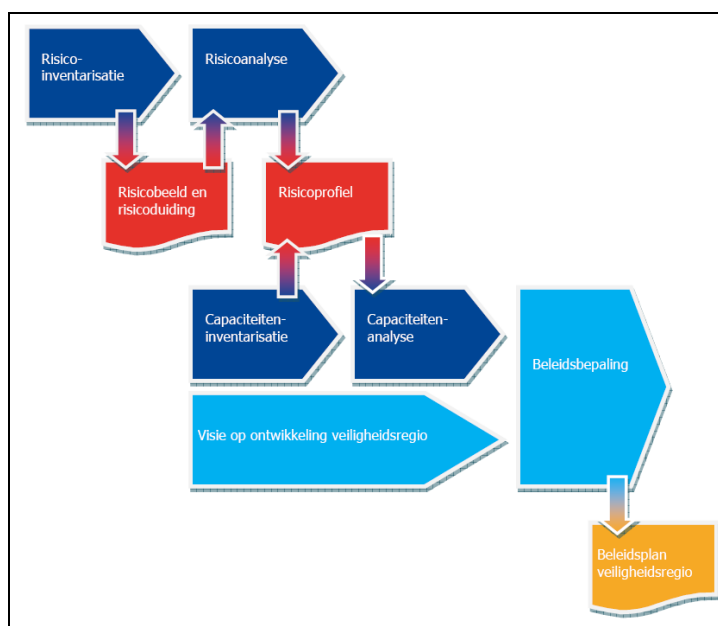 Risico-
inventarisatie
Risicoanalyse
Risicobeeld en
risicoduiding
Risicoprofiel
Capaciteiten-
inventarisatie
Capaciteiten-
analyse
Beleidsbepaling
Visie op ontwikkeling veiligheidsregio
Beleidsplan
veiligheidsregio